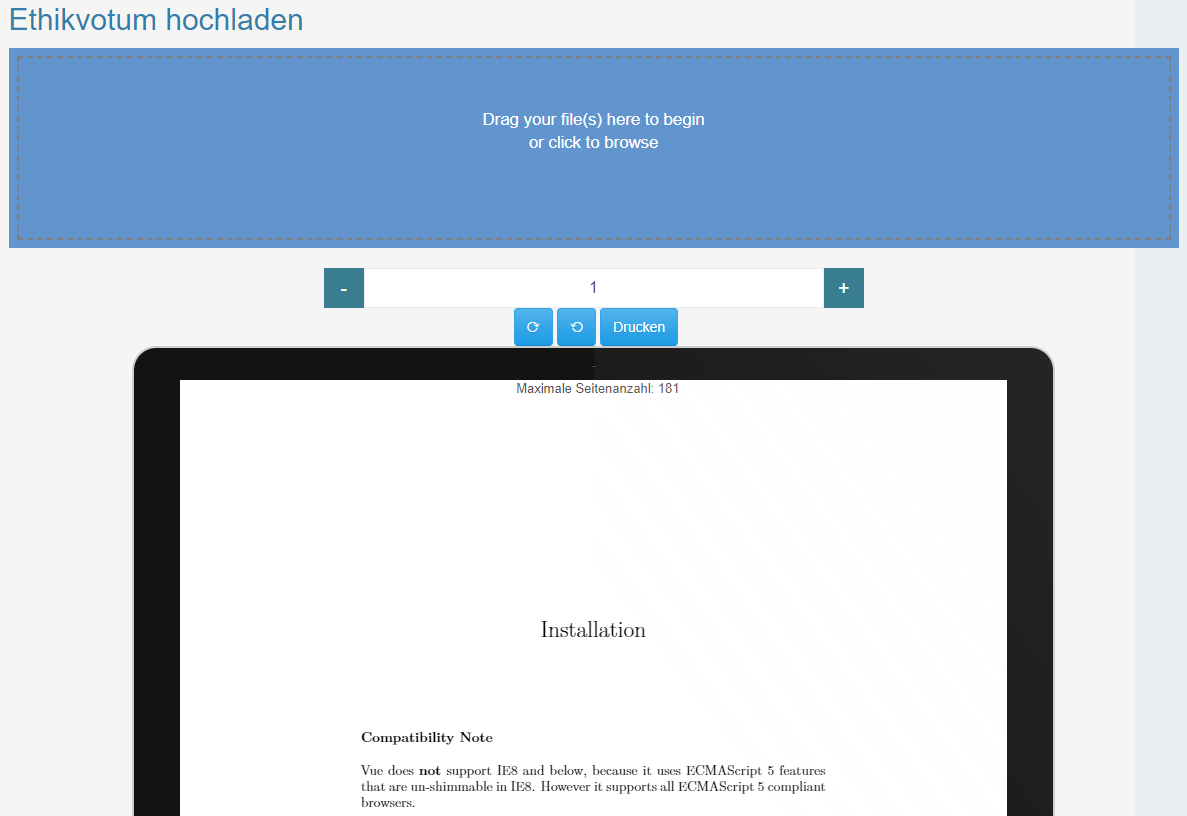 Ethikvotum hochladen
Drag your file(s) here to begin
or click to browse
- 1 +
Drucken
Maximale Seitenanzahl: 181
Installation
Compatibility Note
Vue does not support IE8 and below, because it uses ECMAScript 5 features
that are un-shimmable in IE8. However it supports all ECMAScript 5 compliant
browsers.